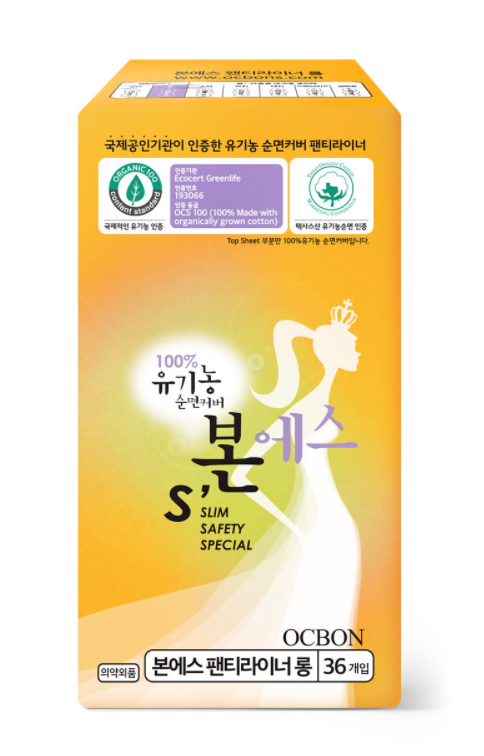 본에스 팬티라이너 롱
www.ocbons.com
국제공인기관이 인증한 유기농 순면커버 팬티라이너
ORGANIC 100
content standard
국제적인 유기농 인증
인증기관
Ecocert Greenlife
인증번호
193066
인증 등급
OCS 100 (100% Made with
organically grown cotton)
텍사스산 유기농순면 인증
Top Sheet 부분만 100%유기농 순면커버입니다.
100%
유기농
순면커버
본에스
S'
SLIM
SAFETY
SPECIAL
OCBON
의약외품
본에스 팬티라이너 롱
36개입